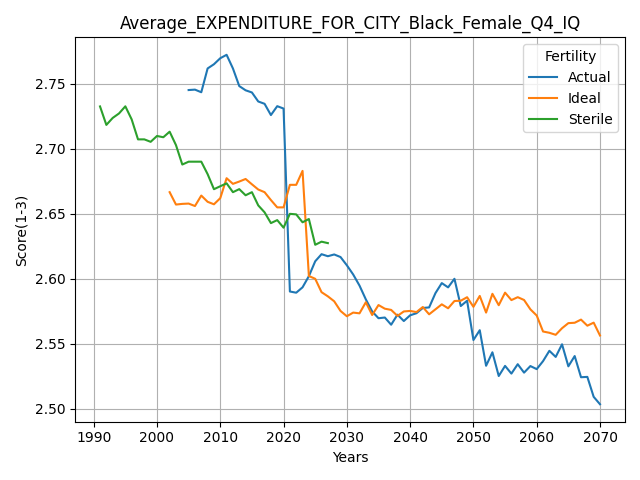 Average_EXPENDITURE_FOR_CITY_Black_Female_Q4_IQ
Fertility
Actual
Ideal
Sterile
Score(1-3)
2.75
2.70
2.65
2.60
2.55
2.50
1990 2000 2010 2020 2030 2040 2050 2060 2070
Years